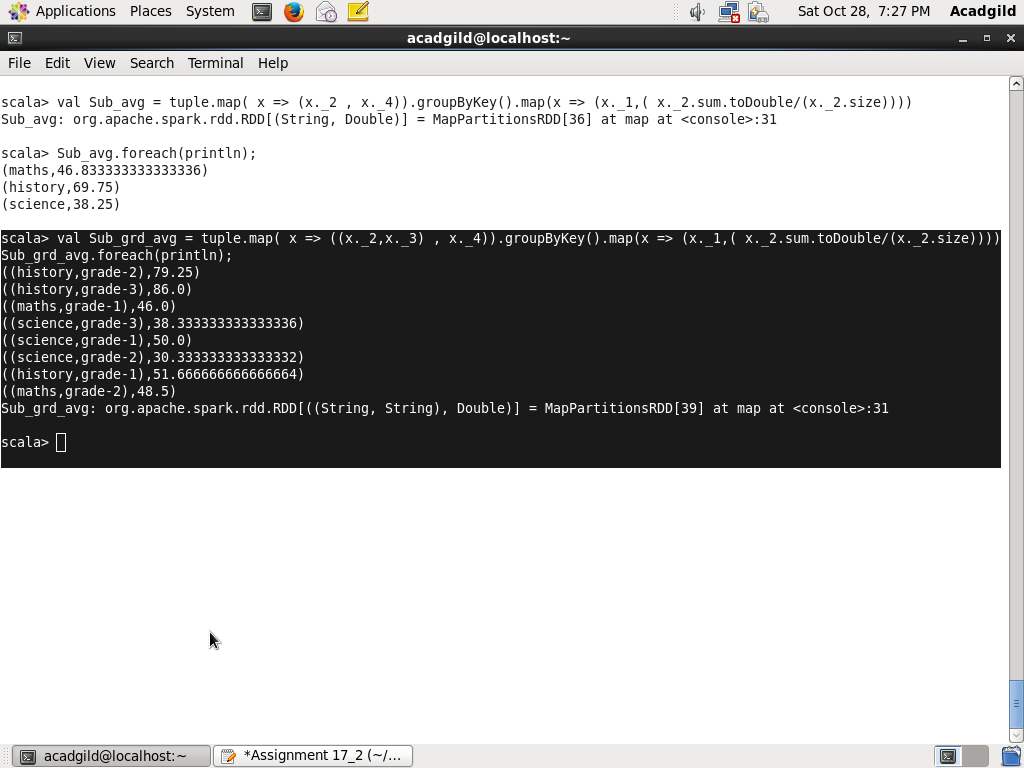 Applications Places System Sat Oct 28, 7:27 PM Acadgild
acadgild@localhost:~
File Edit View Search Terminal Help
scala> val Sub_avg = tuple.map( x => (x._2 , x._4)).groupByKey().map(x => (x._1,( x._2.sum.toDouble/(x._2.size))))
Sub_avg: org.apache.spark.rdd.RDD[(String, Double)] = MapPartitionsRDD[36] at map at <console>:31
scala> Sub_avg.foreach(println);
(maths,46.833333333333336)
(history,69.75)
(science,38.25)
scala> val Sub_grd_avg = tuple.map( x => ((x._2,x._3) , x._4)).groupByKey().map(x => (x._1,( x._2.sum.toDouble/(x._2.size))))
Sub_grd_avg.foreach(println);
((history,grade-2),79.25)
((history,grade-3),86.0)
((maths,grade-1),46.0)
((science,grade-3),38.333333333333336)
((science,grade-1),50.0)
((science,grade-2),30.333333333333332)
((history,grade-1),51.666666666666664)
((maths,grade-2),48.5)
Sub_grd_avg: org.apache.spark.rdd.RDD[((String, String), Double)] = MapPartitionsRDD[39] at map at <console>:31
scala>
acadgild@localhost:~ *Assignment 17_2 (~/...